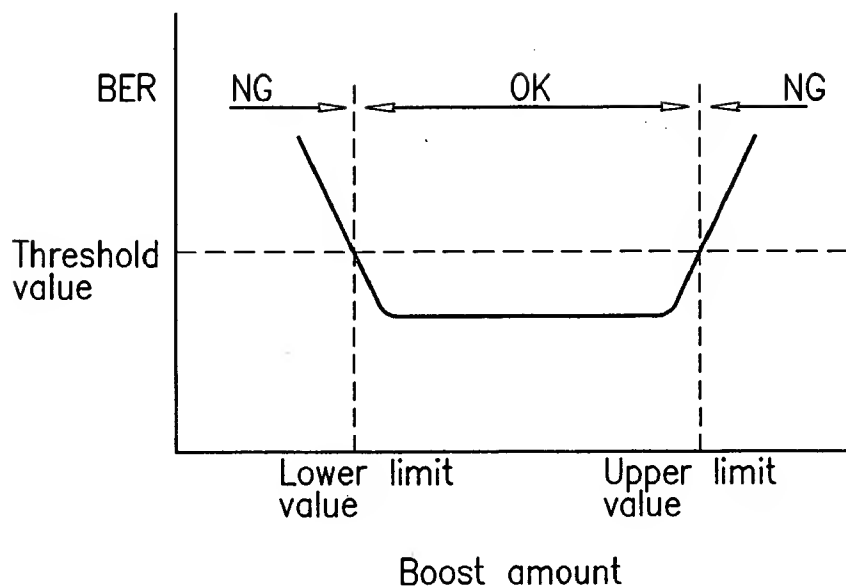 BER
NG
OK
NG
Threshold
value
Lower limit
value
Upper limit
value
Boost amount